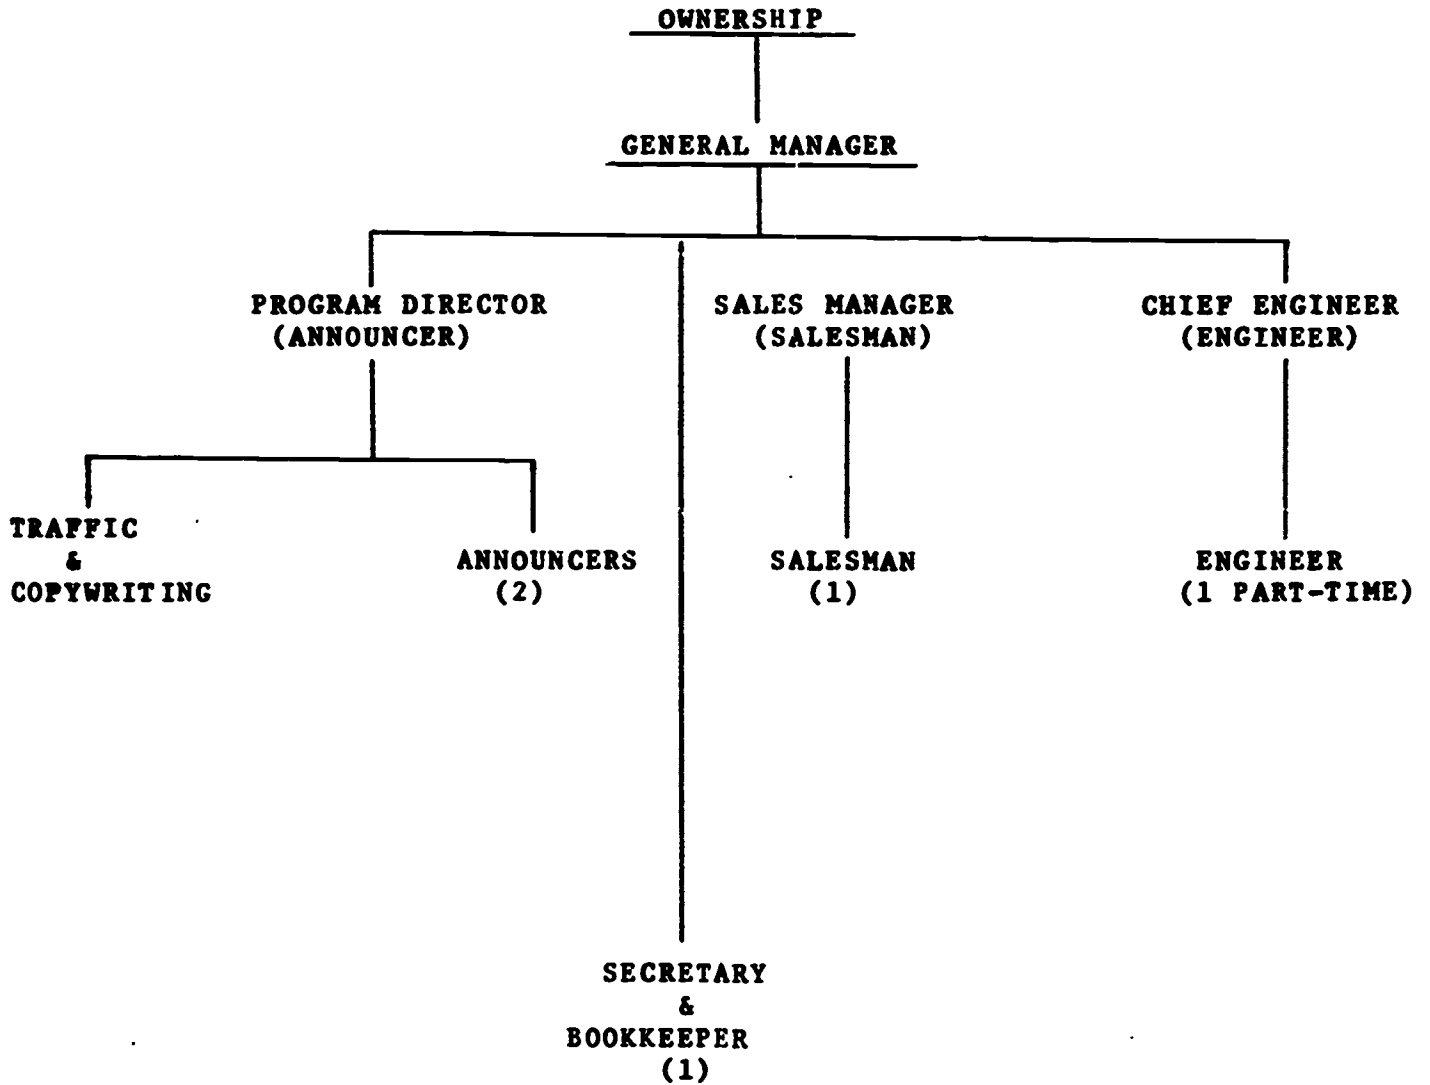 OWNERSHIP
GENERAL MANAGER
PROGRAM DIRECTOR
(ANNOUNCER)
SALES MANAGER
(SALESMAN)
CHIEF ENGINEER
(ENGINEER)
TRAFFIC
&
COPYWRITING
ANNOUNCERS
(2)
SALESMAN
(1)
ENGINEER
(1 PART-TIME)
SECRETARY
&
BOOKKEEPER
(1)